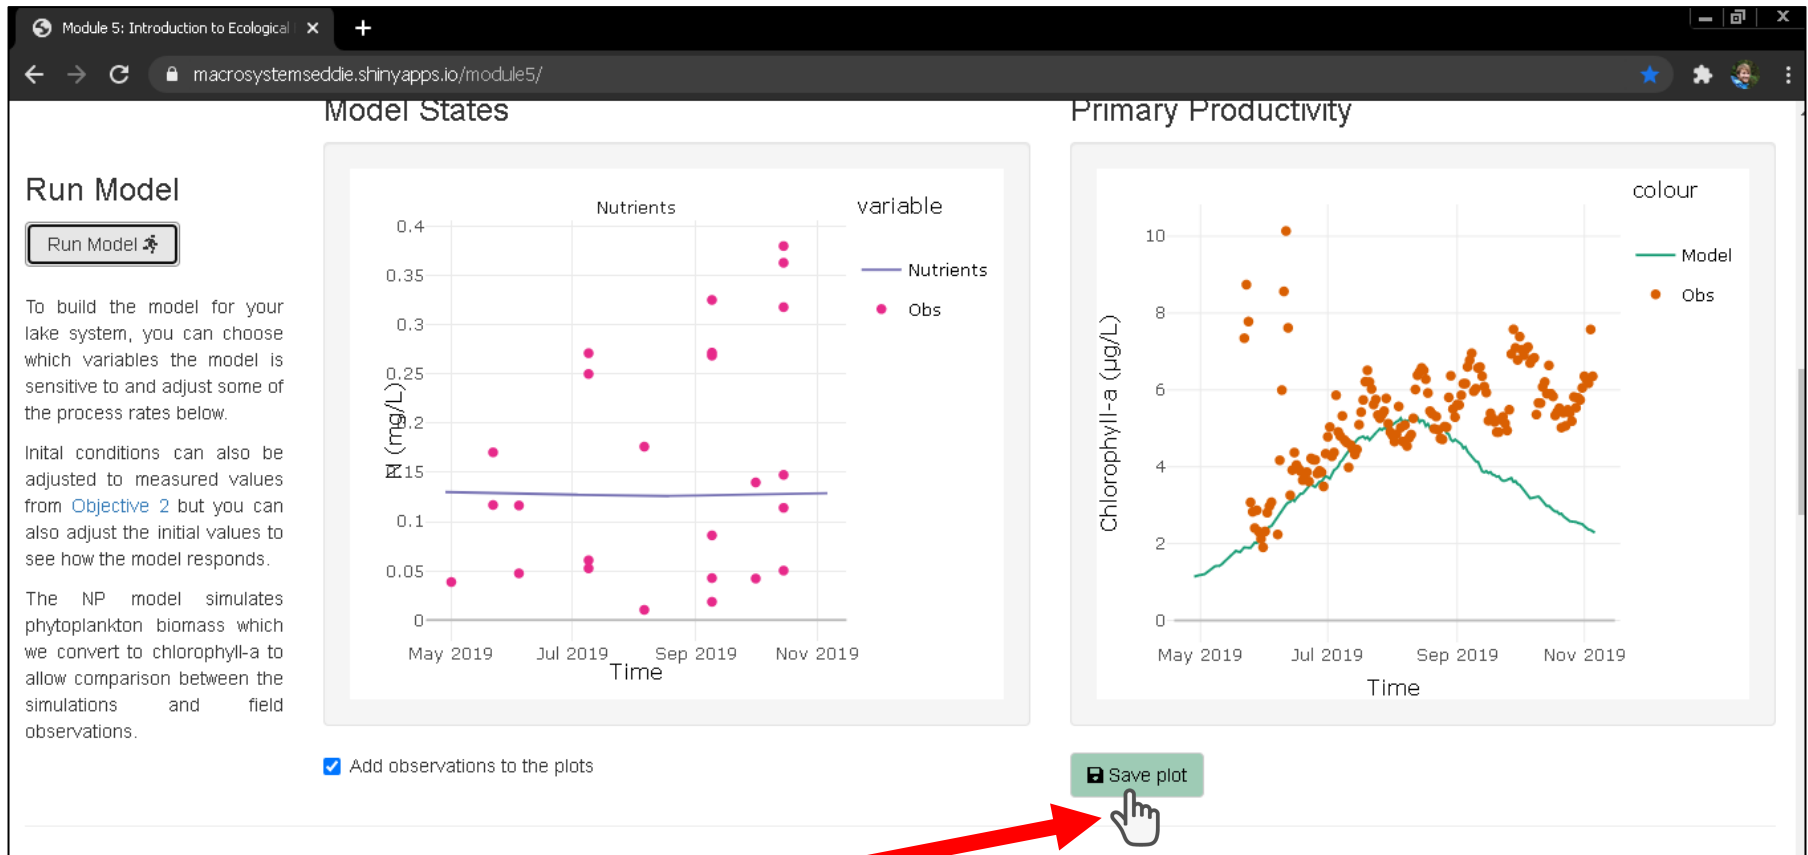 Module 5: Introduction to Ecological
macrosystemseddie.shinyapps.io/module5/
Run Model
Run Model
To build the model for your
lake system, you can choose
which variables the model is
sensitive to and adjust some of
the process rates below.
Inital conditions can also be
adjusted to measured values
from Objective 2 but you can
also adjust the initial values to
see how the model responds.
The NP model simulates
phytoplankton biomass which
we convert to chlorophyll-a to
allow comparison between the
simulations and field
observations.
Model States
Nutrients
variable
Nutrients
Obs
N (mg/L)
0.4
0.35
0.3
0.25
0.2
0.15
0.1
0.05
0
May 2019
Jul 2019
Sep 2019
Nov 2019
Time
Add observations to the plots
Primary Productivity
colour
Model
Obs
Chlorophyll-a (μg/L)
10
8
6
4
2
0
May 2019
Jul 2019
Sep 2019
Nov 2019
Time
Save plot